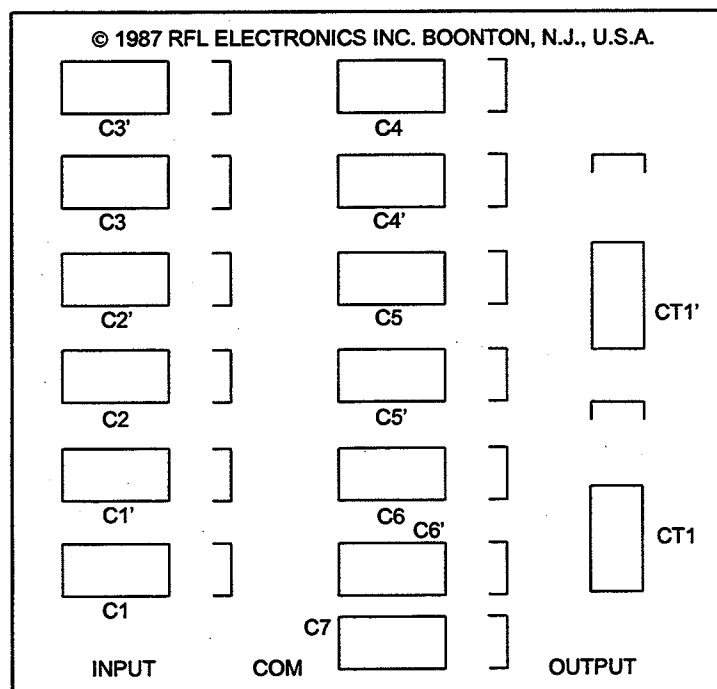 © 1987 RFL ELECTRONICS INC. BOONTON, N.J., U.S.A.
C3' C4
C3 C4'
C2' C5 CT1'
C2 C5'
C1' C6
C6'
CT1
C1
C7
INPUT COM OUTPUT